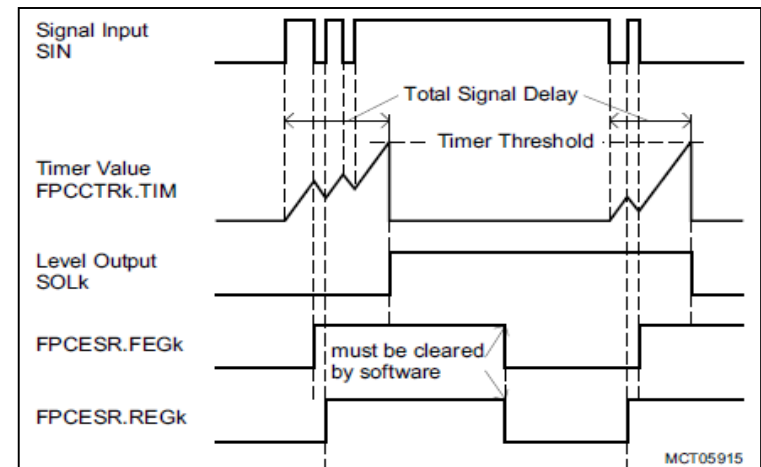 Signal Input
SIN
Total Signal Delay
Timer Threshold
Timer Value
FPCCTRk.TIM
Level Output
SOLk
FPCESR.FEGk
must be cleared
by software
FPCESR.REGk
MCT05915